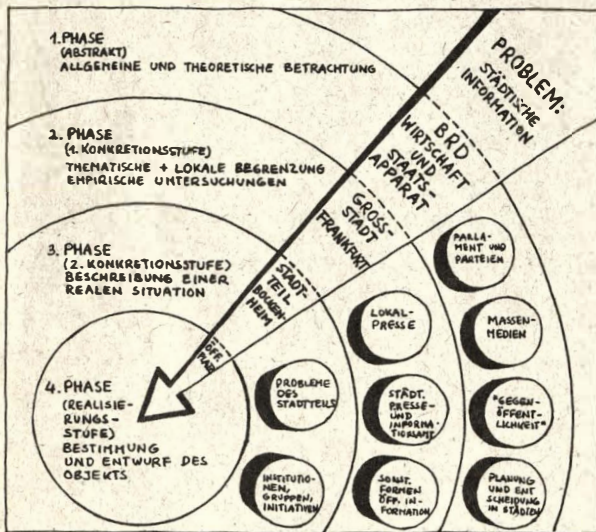 1. PHASE
(ABSTRAKT)
ALLGEMEINE UND THEORETISCHE BETRACHTUNG
2. PHASE
(1. KONKRETIONSSTUFE)
THEMATISCHE + LOKALE BEGRENZUNG
EMPIRISCHE UNTERSUCHUNGEN
3. PHASE
(2. KONKRETIONSSTUFE)
BESCHREIBUNG EINER
REALEN SITUATION
4. PHASE
(REALISIE-
RUNGS-
STUFE)
BESTIMMUNG
UND ENTWURF DES
OBJEKTS
PROBLEM:
STÄDTISCHE
INFORMATION
BRD
WIRTSCHAFT
UND
STAATS-
APPARAT
GROSS-
STADT
FRANKFURT
STADT-
TEIL
BOCKEN-
HEIM
ÖFF.
PARLA-
MENT UND
PARTEIEN
LOKAL-
PRESSE
MASSEN-
MEDIEN
PROBLEME
DES
STADTTEILS
STÄDT.
PRESSE-
UND
INFORMA-
TIONSAMT
"GEGEN-
ÖFFENT-
LICHKEIT"
INSTITUTIO-
NEN,
GRUPPEN,
INITIATIVEN
SONST.
FORMEN
ÖFF. IN-
FORMATION
PLANUNG
UND ENT
SCHEIDUNG
IN STÄDTEN